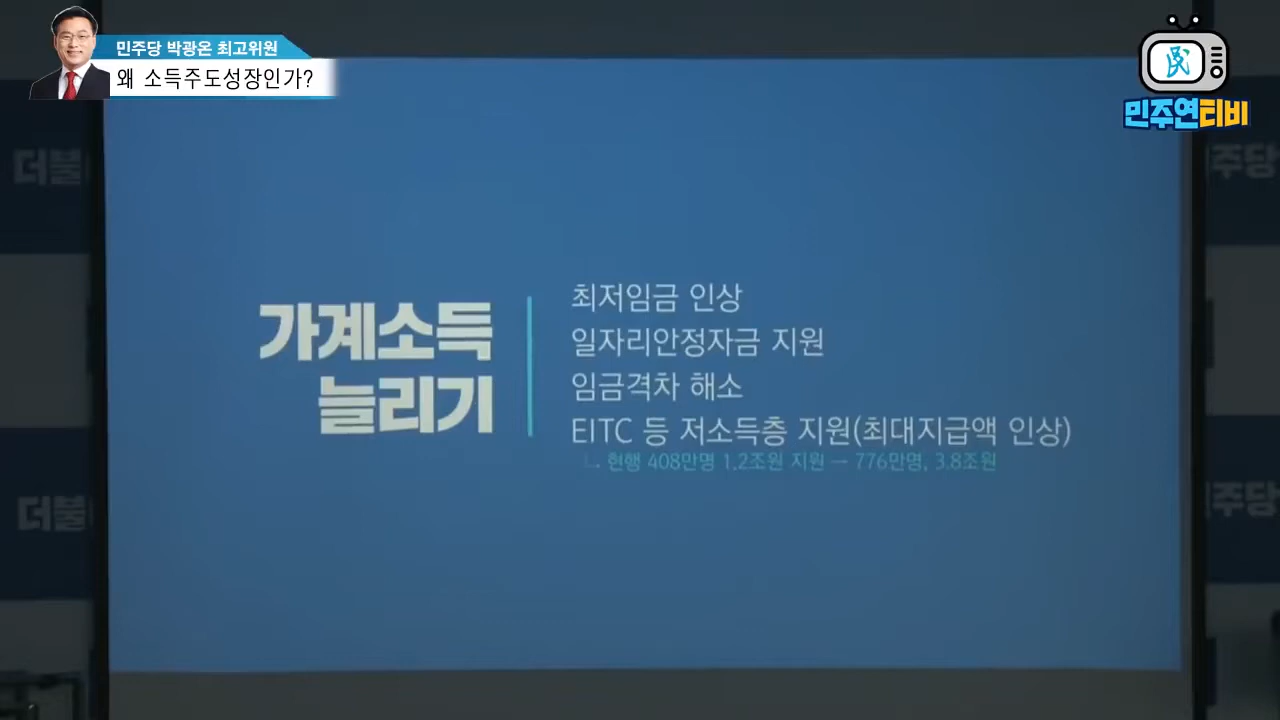 민주당 박광온 최고위원
왜 소득주도성장인가?
民
민주연티비
더불
주당
가계소득
늘리기
최저임금 인상
일자리안정자금 지원
임금격차 해소
EITC 등 저소득층 지원(최대지급액 인상)
ㄴ 현행 408만명 1.2조원 지원 → 776만명, 3.8조원
더불
주당